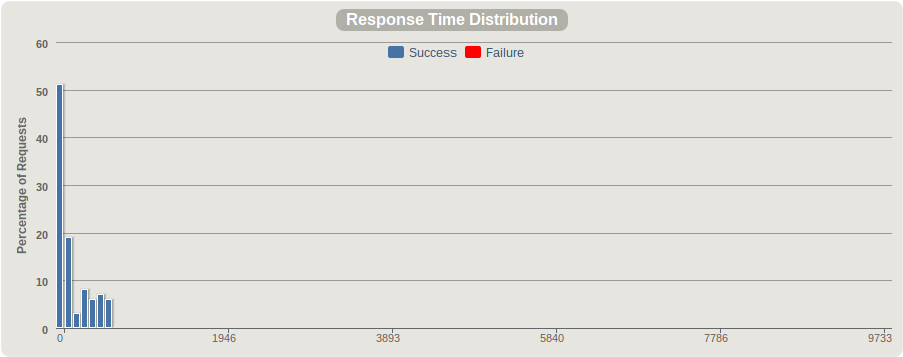 Response Time Distribution
Success Failure
Percentage of Requests
60
50
40
30
20
10
0
0 1946 3893 5840 7786 9733